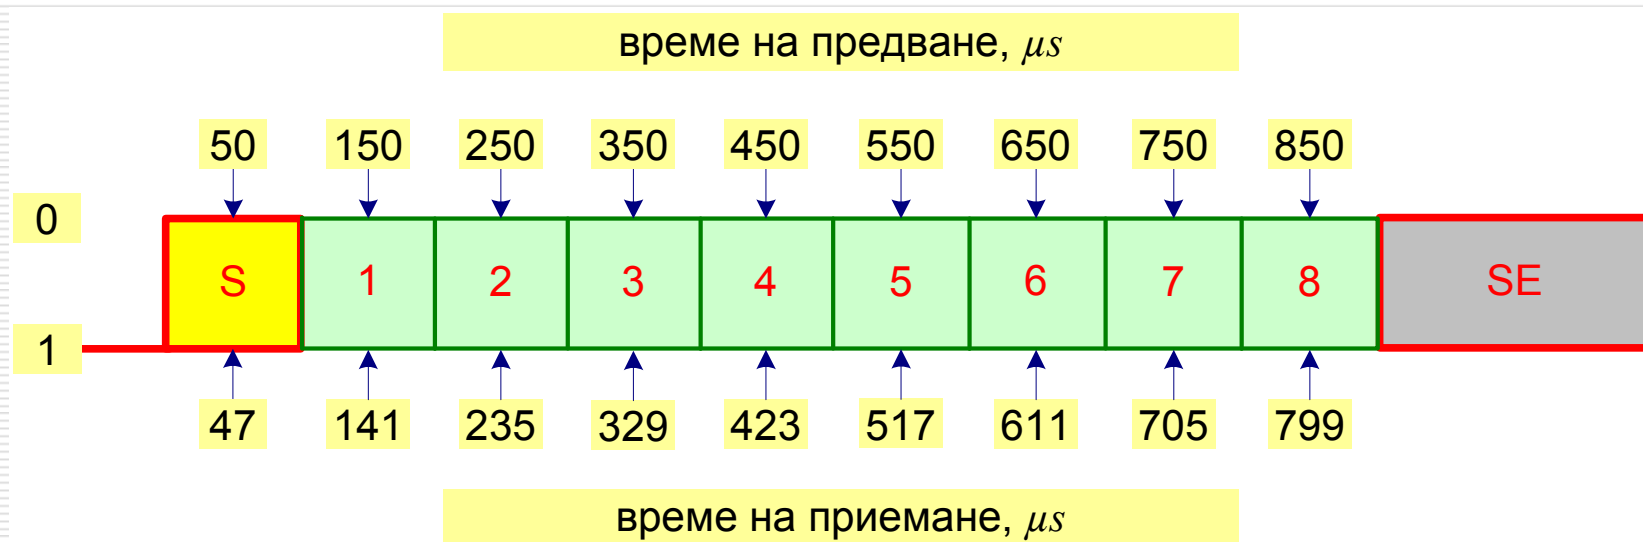 време на предване, µs
50 150 250 350 450 550 650 750 850
0
S 1 2 3 4 5 6 7 8 SE
1
47 141 235 329 423 517 611 705 799
време на приемане, µs